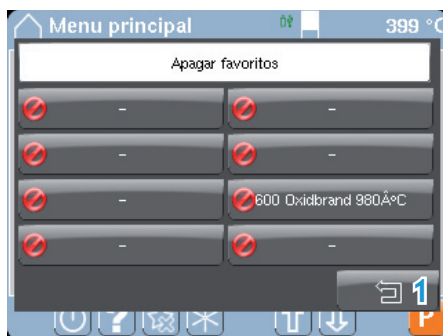 Menu principal 399 °C
Apagar favoritos
- -
- -
- 600 Oxidbrand 980Â°C
- -
1
? P